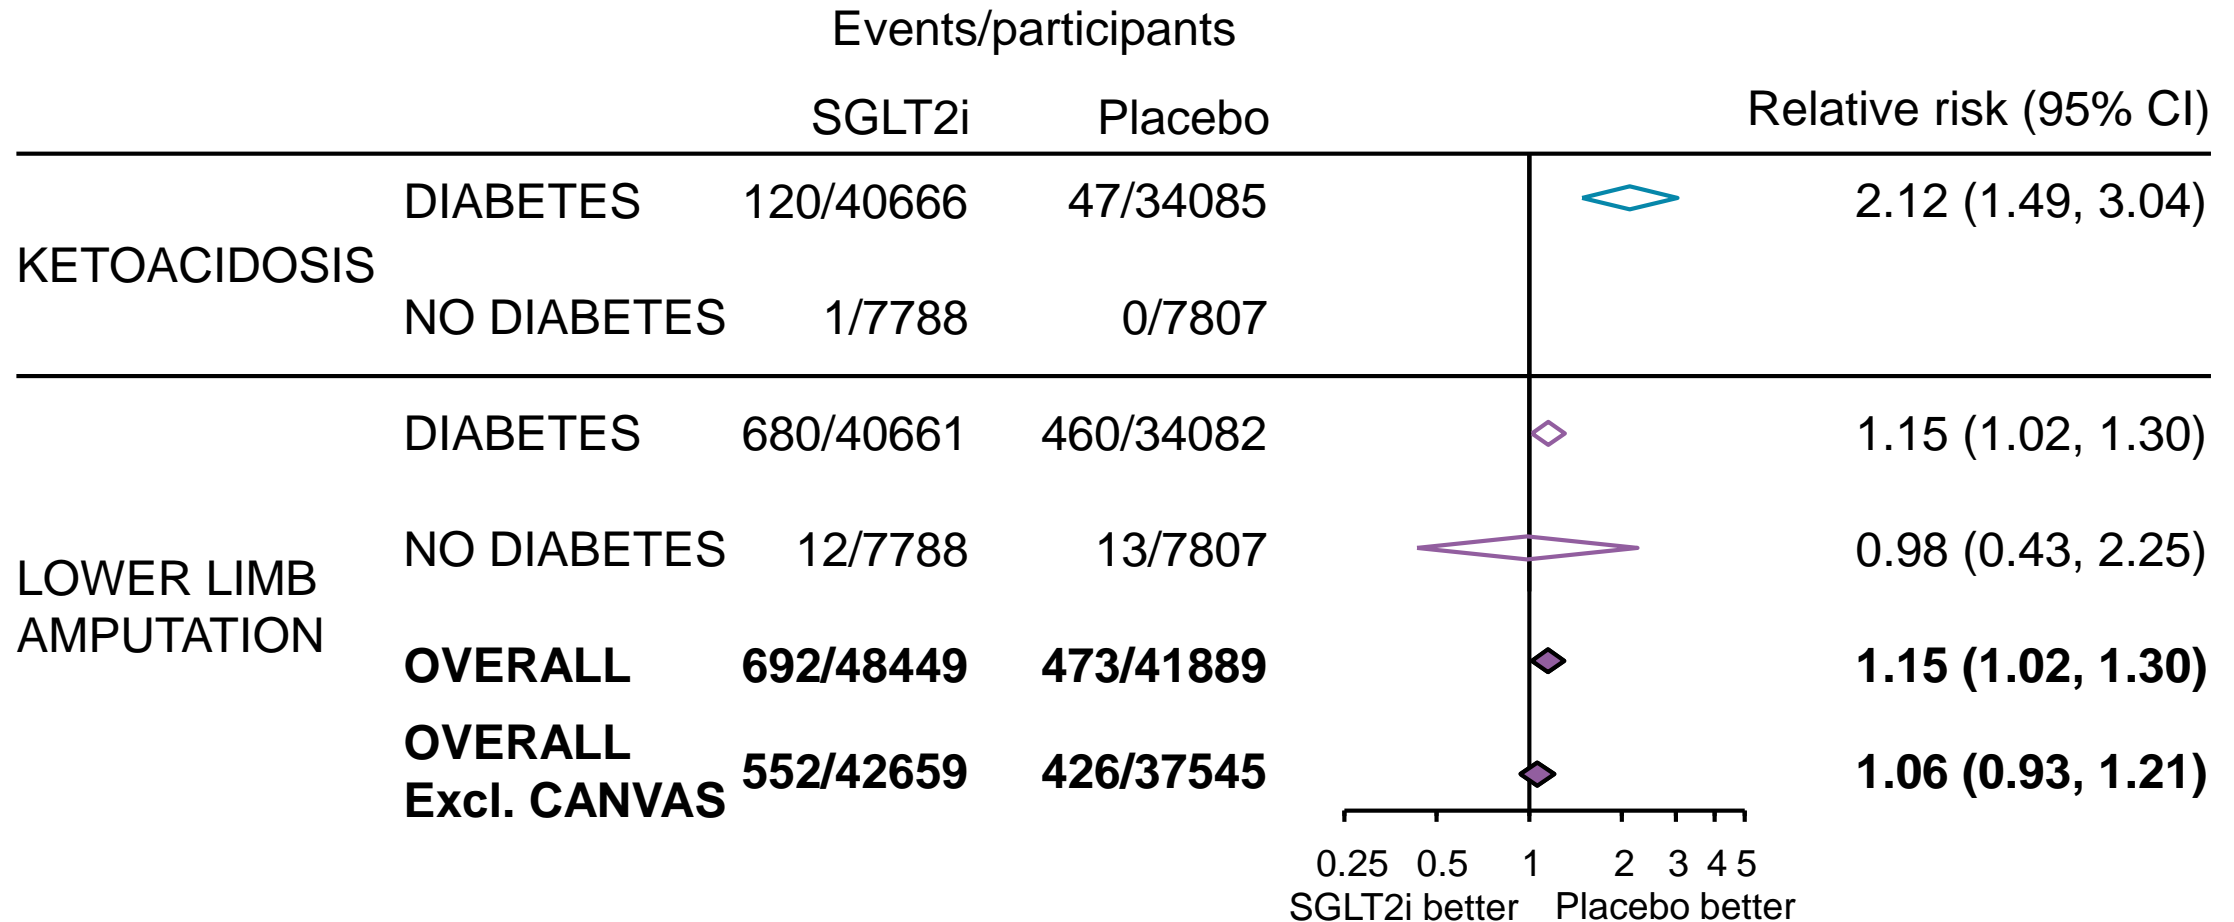 Events/participants
SGLT2i Placebo Relative risk (95% CI)
DIABETES 120/40666 47/34085 2.12 (1.49, 3.04)
KETOACIDOSIS
NO DIABETES 1/7788 0/7807
DIABETES 680/40661 460/34082 1.15 (1.02, 1.30)
NO DIABETES 12/7788 13/7807 0.98 (0.43, 2.25)
LOWER LIMB
AMPUTATION
OVERALL 692/48449 473/41889 1.15 (1.02, 1.30)
OVERALL
Excl. CANVAS 552/42659 426/37545 1.06 (0.93, 1.21)
0.25 0.5 1 2 3 4 5
SGLT2i better Placebo better